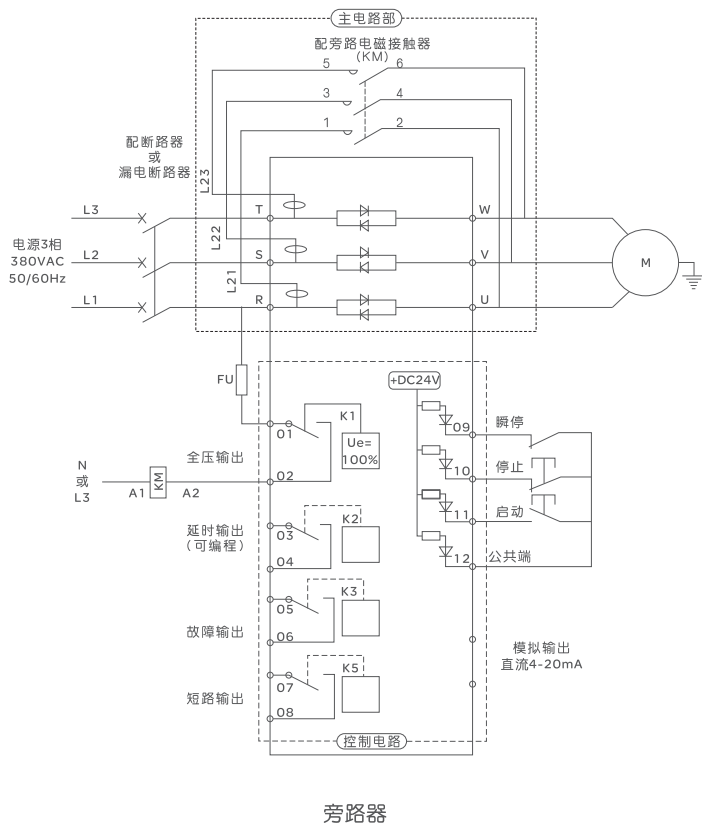 主电路部
配旁路电磁接触器
(KM)
5
6
3
4
1
2
配断路器
或
漏电断路器
L23
L22
L21
L3
T
W
电源3相
380VAC
50/60Hz
L2
S
V
M
L1
R
U
FU
+DC24V
K1
01
Ue=
100%
09
瞬停
全压输出
02
10
停止
N
或
L3
A1
KM
A2
11
启动
K2
延时输出
(可编程)
03
04
12
公共端
K3
05
故障输出
06
模拟输出
直流4-20mA
K5
短路输出
07
08
控制电路
旁路器